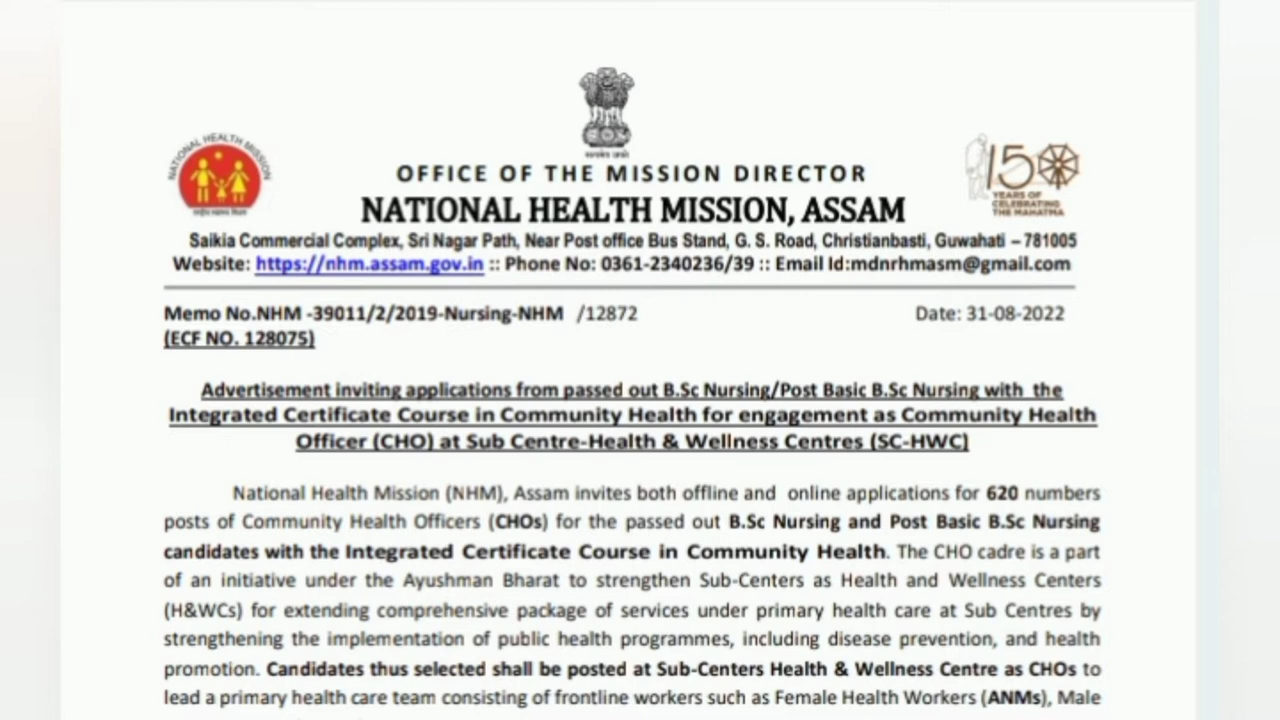 NATIONAL HEALTH MISSION
150
YEARS OF
CELEBRATING
THE MAHATMA
OFFICE OF THE MISSION DIRECTOR
NATIONAL HEALTH MISSION, ASSAM
Saikia Commercial Complex, Sri Nagar Path, Near Post office Bus Stand, G. S. Road, Christianbasti, Guwahati – 781005
Website: https://nhm.assam.gov.in :: Phone No: 0361-2340236/39 :: Email Id:mdnrhmasm@gmail.com
Memo No.NHM -39011/2/2019-Nursing-NHM /12872 Date: 31-08-2022
(ECF NO. 128075)
Advertisement inviting applications from passed out B.Sc Nursing/Post Basic B.Sc Nursing with the
Integrated Certificate Course in Community Health for engagement as Community Health
Officer (CHO) at Sub Centre-Health & Wellness Centres (SC-HWC)
National Health Mission (NHM), Assam invites both offline and online applications for 620 numbers
posts of Community Health Officers (CHOs) for the passed out B.Sc Nursing and Post Basic B.Sc Nursing
candidates with the Integrated Certificate Course in Community Health. The CHO cadre is a part
of an initiative under the Ayushman Bharat to strengthen Sub-Centers as Health and Wellness Centers
(H&WCs) for extending comprehensive package of services under primary health care at Sub Centres by
strengthening the implementation of public health programmes, including disease prevention, and health
promotion. Candidates thus selected shall be posted at Sub-Centers Health & Wellness Centre as CHOs to
lead a primary health care team consisting of frontline workers such as Female Health Workers (ANMs), Male